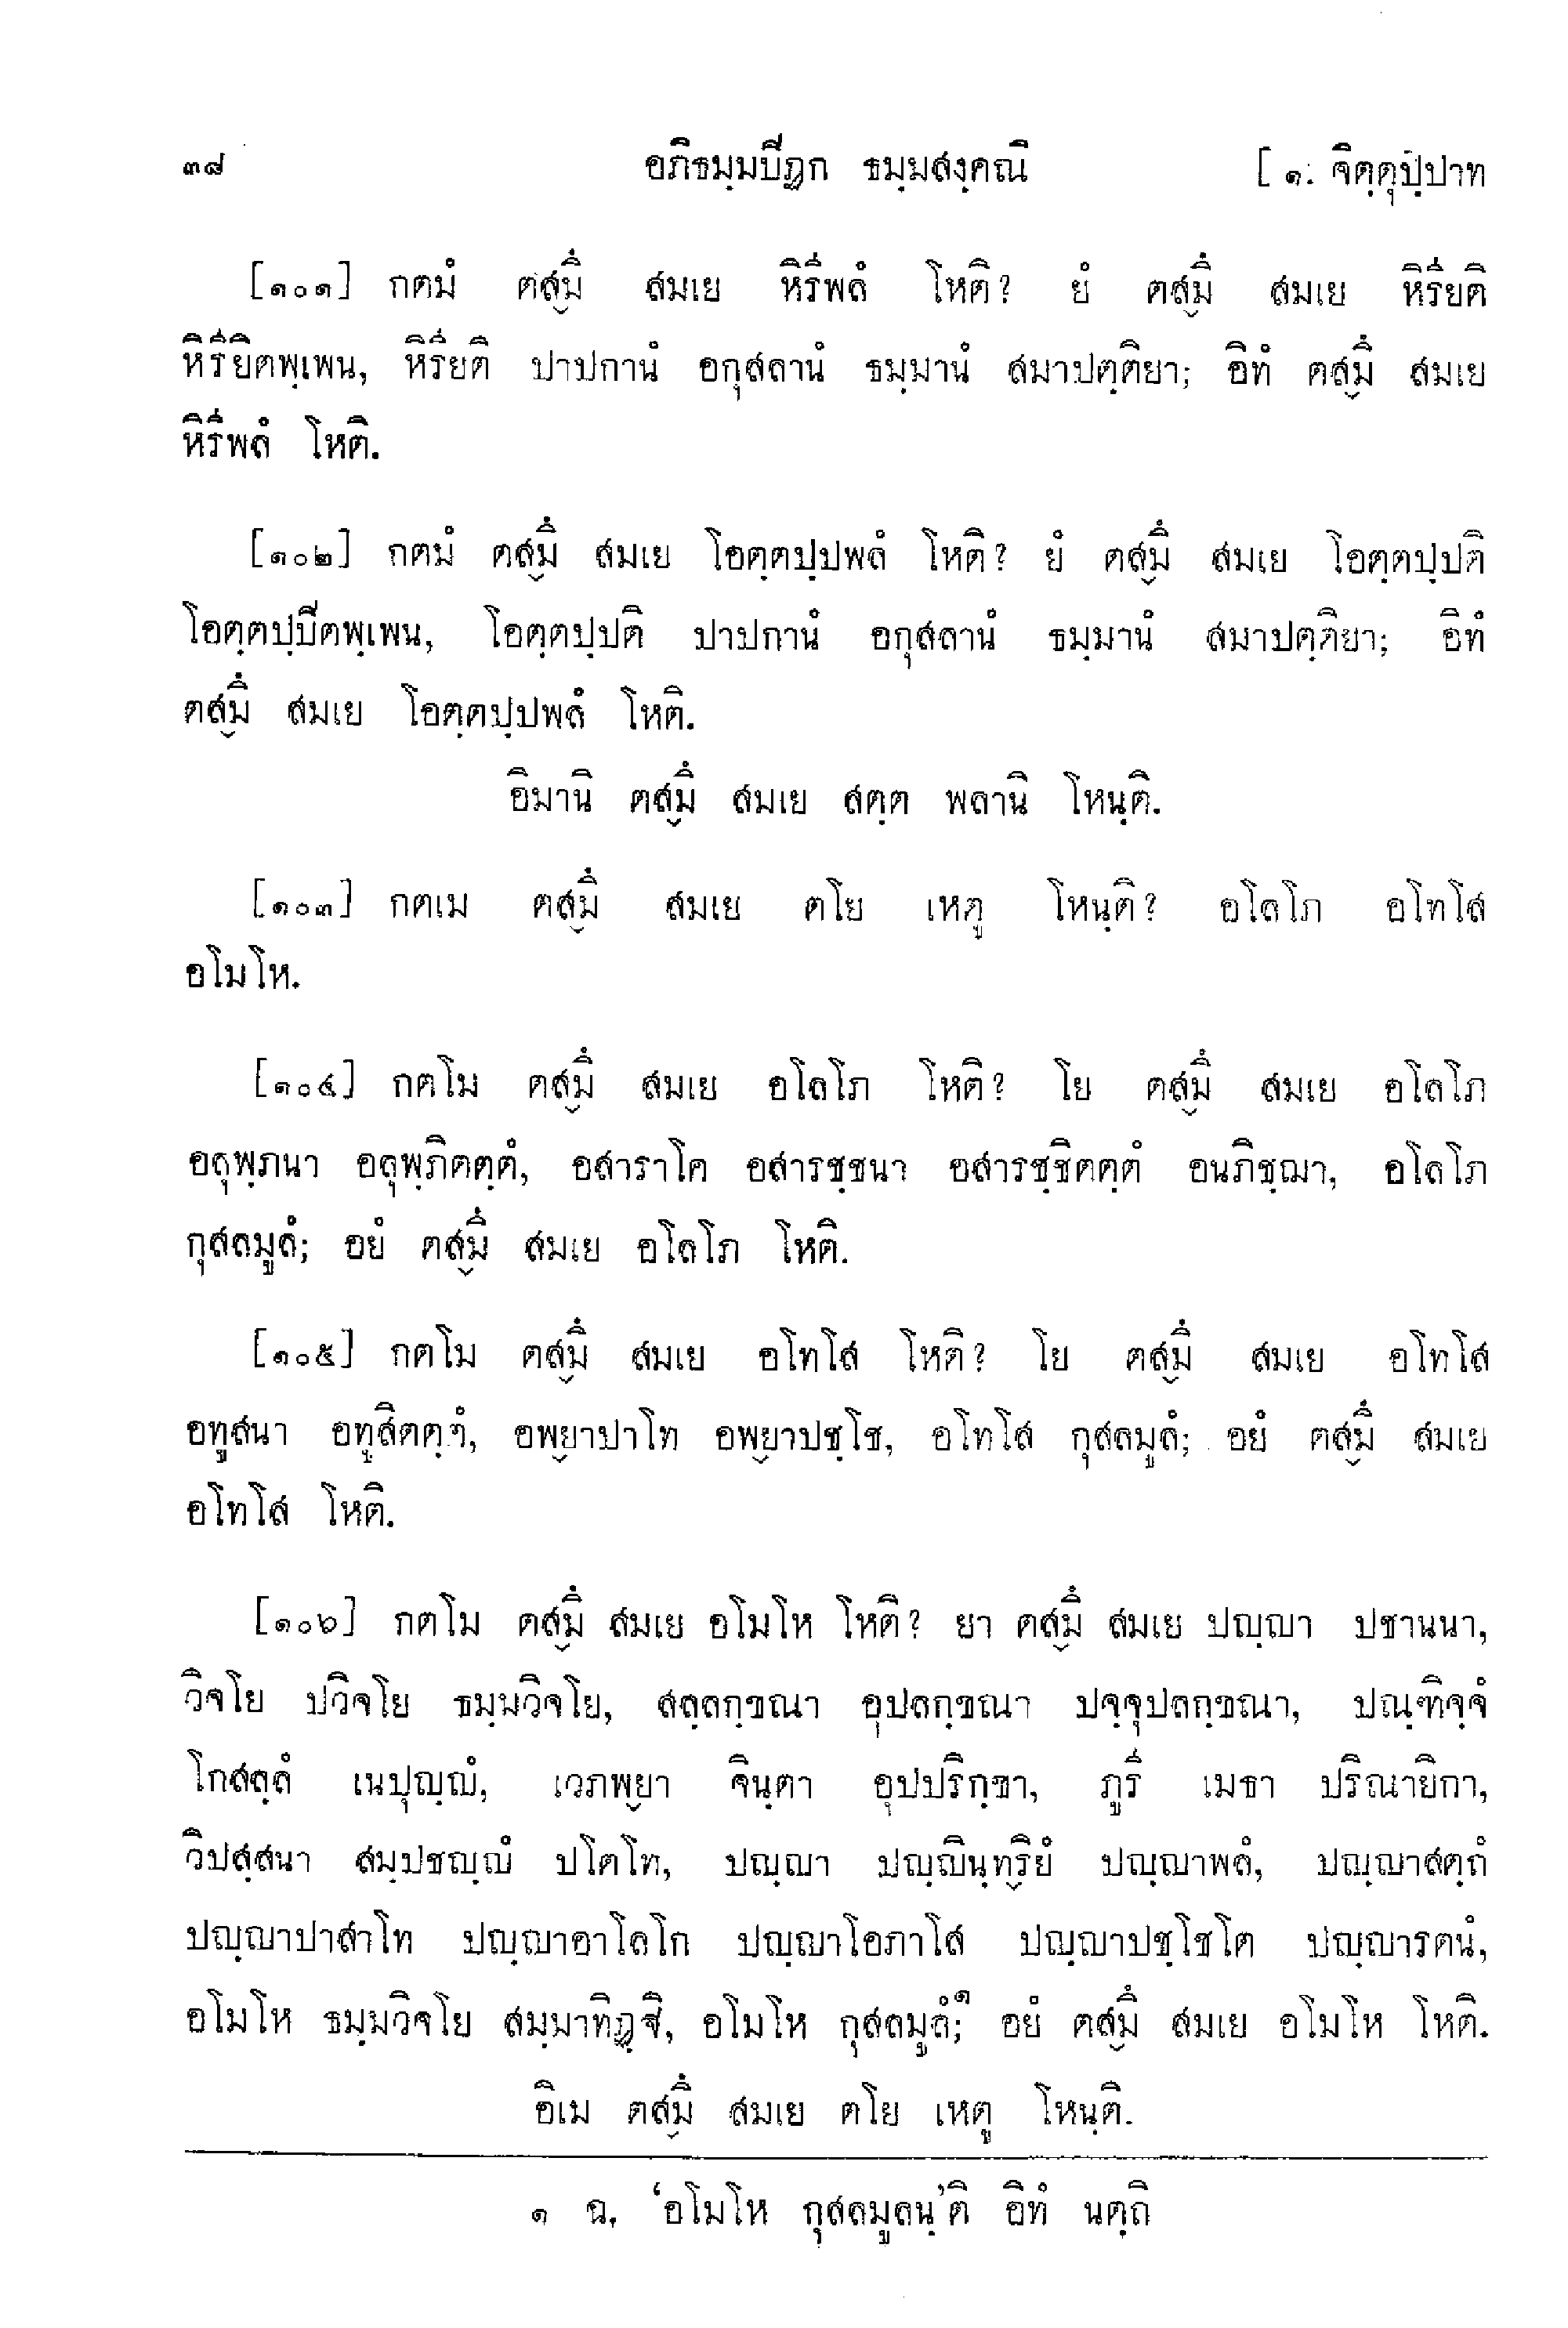 ๓๘ อภิธมฺมปิฏก ธมฺมสงฺคณิ [ ๑. จิตฺตุปฺปาท
[๑๐๑] กตมํ ตสฺมิํ สมเย หิริพลํ โหติ? ยํ ตสฺมิํ สมเย หิริยติ
หิริยิตพฺเพน, หิริยติ ปาปกานํ อกุสลานํ ธมฺมานํ สมาปตฺติยา; อิทํ ตสฺมิํ สมเย
หิริพลํ โหติ.
[๑๐๒] กตมํ ตสฺมิํ สมเย โอตฺตปฺปพลํ โหติ? ยํ ตสฺมิํ สมเย โอตฺตปฺปติ
โอตฺตปฺปิตพฺเพน, โอตฺตปฺปติ ปาปกานํ อกุสลานํ ธมฺมานํ สมาปตฺติยา; อิทํ
ตสฺมิํ สมเย โอตฺตปฺปพลํ โหติ.
อิมานิ ตสฺมิํ สมเย สตฺต พลานิ โหนฺติ.
[๑๐๓] กตเม ตสฺมิํ สมเย ตโย เหตู โหนฺติ? อโลโภ อโทโส
อโมโห.
[๑๐๔] กตโม ตสฺมิํ สมเย อโลโภ โหติ? โย ตสฺมิํ สมเย อโลโภ
อลุพฺภนา อลุพฺภิตตฺตํ, อสาราโค อสารชฺชนา อสารชฺชิตตฺตํ อนภิชฺฌา, อโลโภ
กุสลมูลํ; อยํ ตสฺมิํ สมเย อโลโภ โหติ.
[๑๐๕] กตโม ตสฺมิํ สมเย อโทโส โหติ? โย ตสฺมิํ สมเย อโทโส
อทูสนา อทูสิตตฺตํ, อพฺยาปาโท อพฺยาปชฺโช, อโทโส กุสลมูลํ; อยํ ตสฺมิํ สมเย
อโทโส โหติ.
[๑๐๖] กตโม ตสฺมิํ สมเย อโมโห โหติ? ยา ตสฺมิํ สมเย ปญฺญา ปชานนา,
วิจโย ปวิจโย ธมฺมวิจโย, สลฺลกฺขณา อุปลกฺขณา ปจฺจุปลกฺขณา, ปณฺฑิจฺจํ
โกสลฺลํ เนปุญฺญํ, เวภพฺยา จินฺตา อุปปริกฺขา, ภูริ เมธา ปริณายิกา,
วิปสฺสนา สมฺปชญฺญํ ปโตโท, ปญฺญา ปญฺญินฺทฺริยํ ปญฺญาพลํ, ปญฺญาสตฺถํ
ปญฺญาปาสาโท ปญฺญาอาโลโก ปญฺญาโอภาโส ปญฺญาปชฺโชโต ปญฺญารตนํ,
อโมโห ธมฺมวิจโย สมฺมาทิฏฺฐิ, อโมโห กุสลมูลํ;๑ อยํ ตสฺมิํ สมเย อโมโห โหติ.
อิเม ตสฺมิํ สมเย ตโย เหตู โหนฺติ.
๑ ฉ. 'อโมโห กุสลมูลนฺ'ติ อิทํ นตฺถิ